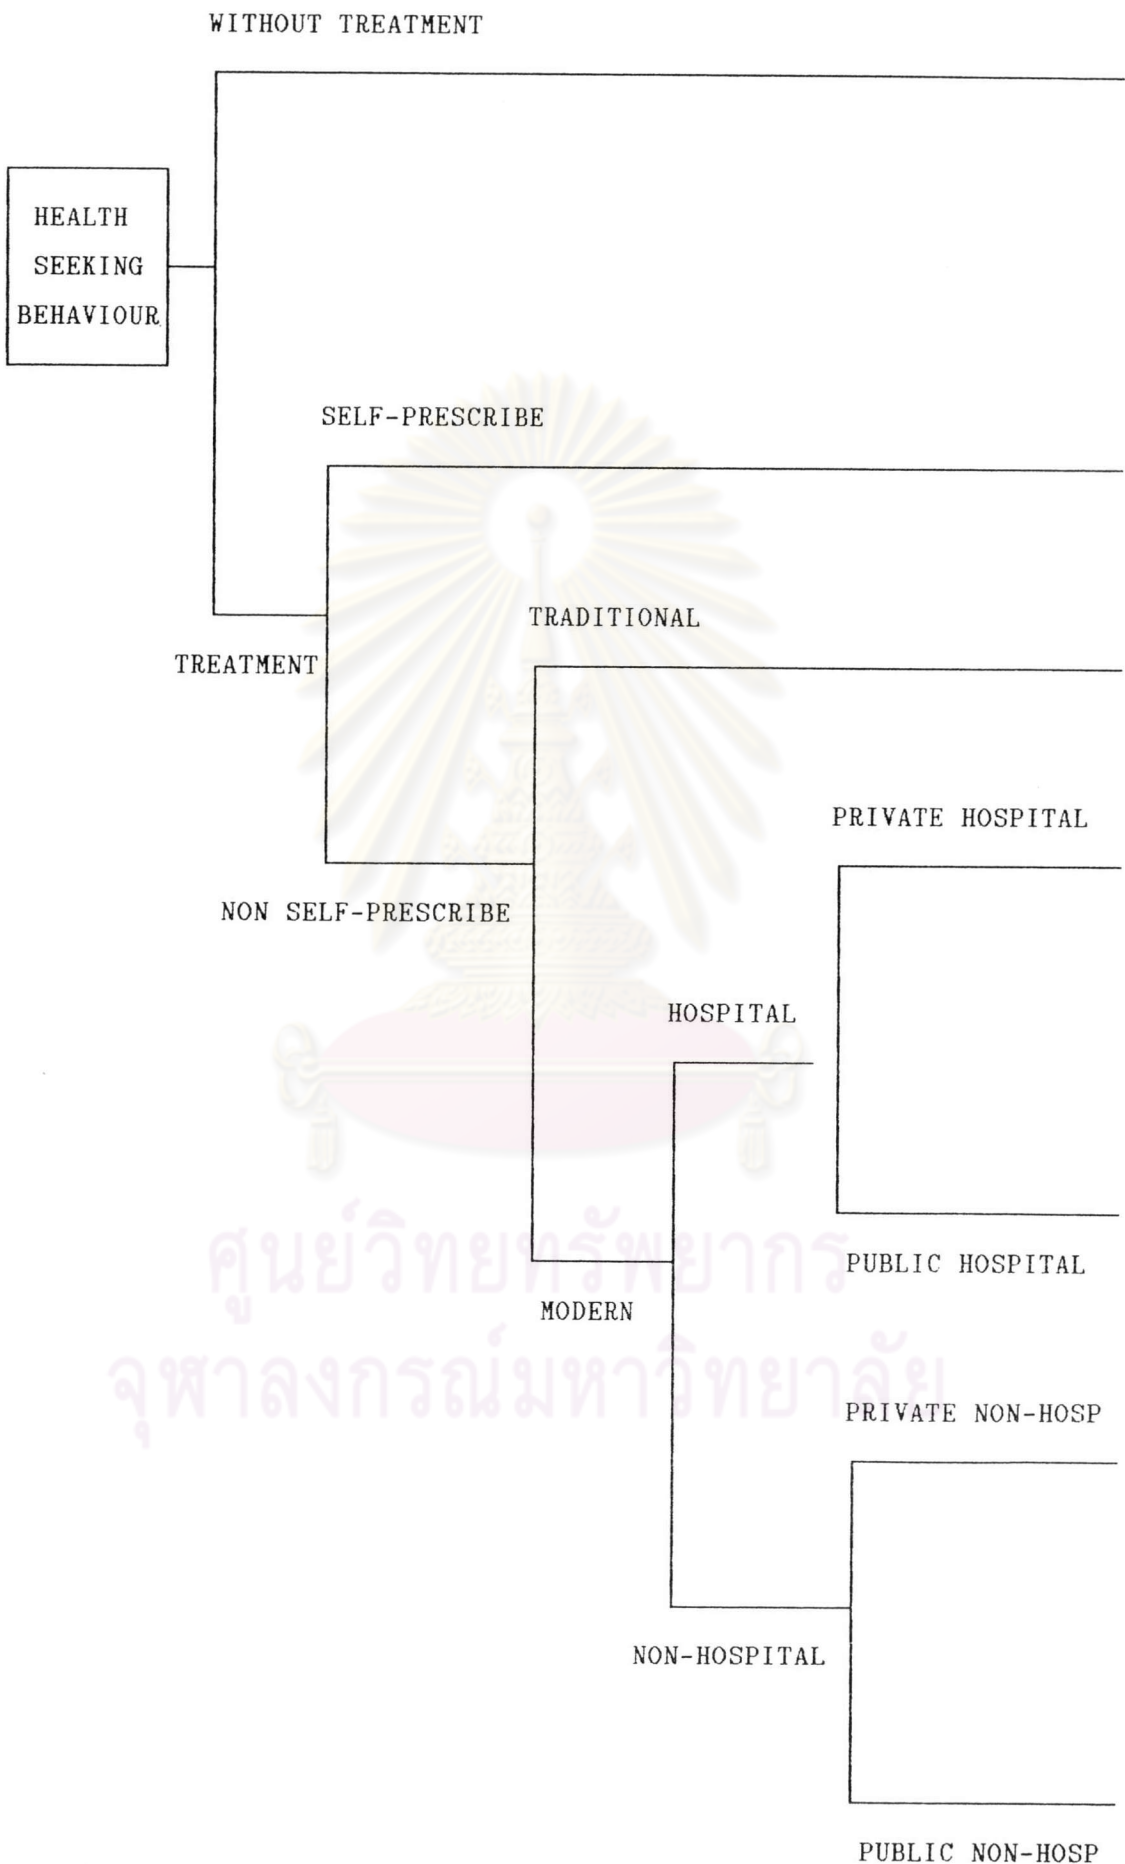 WITHOUT TREATMENT
HEALTH
SEEKING
BEHAVIOUR
SELF-PRESCRIBE
TRADITIONAL
TREATMENT
PRIVATE HOSPITAL
NON SELF-PRESCRIBE
HOSPITAL
ศูนย์วิทยทรัพยากร
PUBLIC HOSPITAL
MODERN
จุฬาลงกรณ์มหาวิทยาลัย
PRIVATE NON-HOSP
NON-HOSPITAL
PUBLIC NON-HOSP